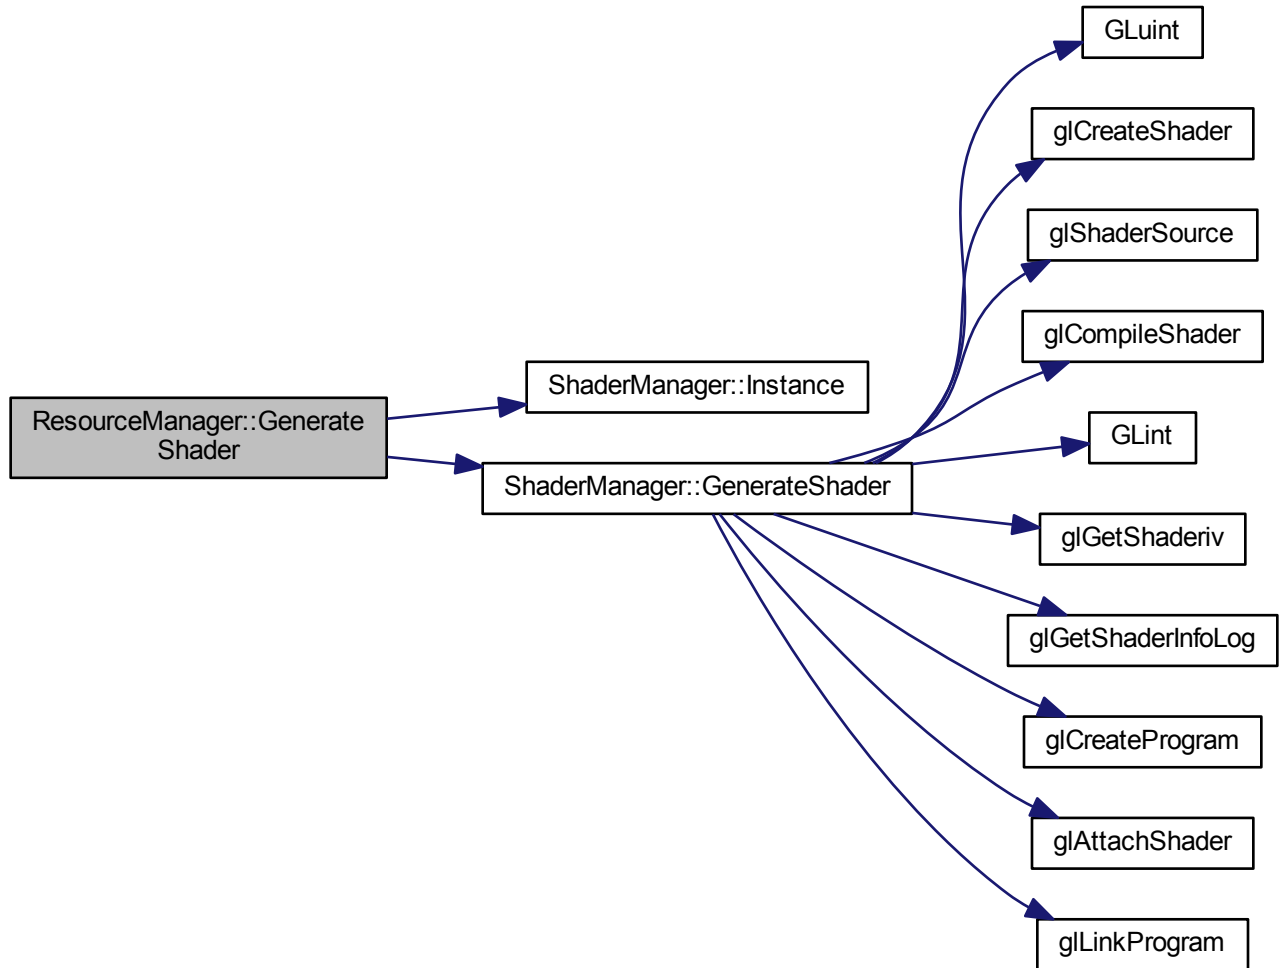 GLuint
glCreateShader
glShaderSource
glCompileShader
ShaderManager::Instance
ResourceManager::Generate
Shader
GLint
ShaderManager::GenerateShader
glGetShaderiv
glGetShaderInfoLog
glCreateProgram
glAttachShader
glLinkProgram